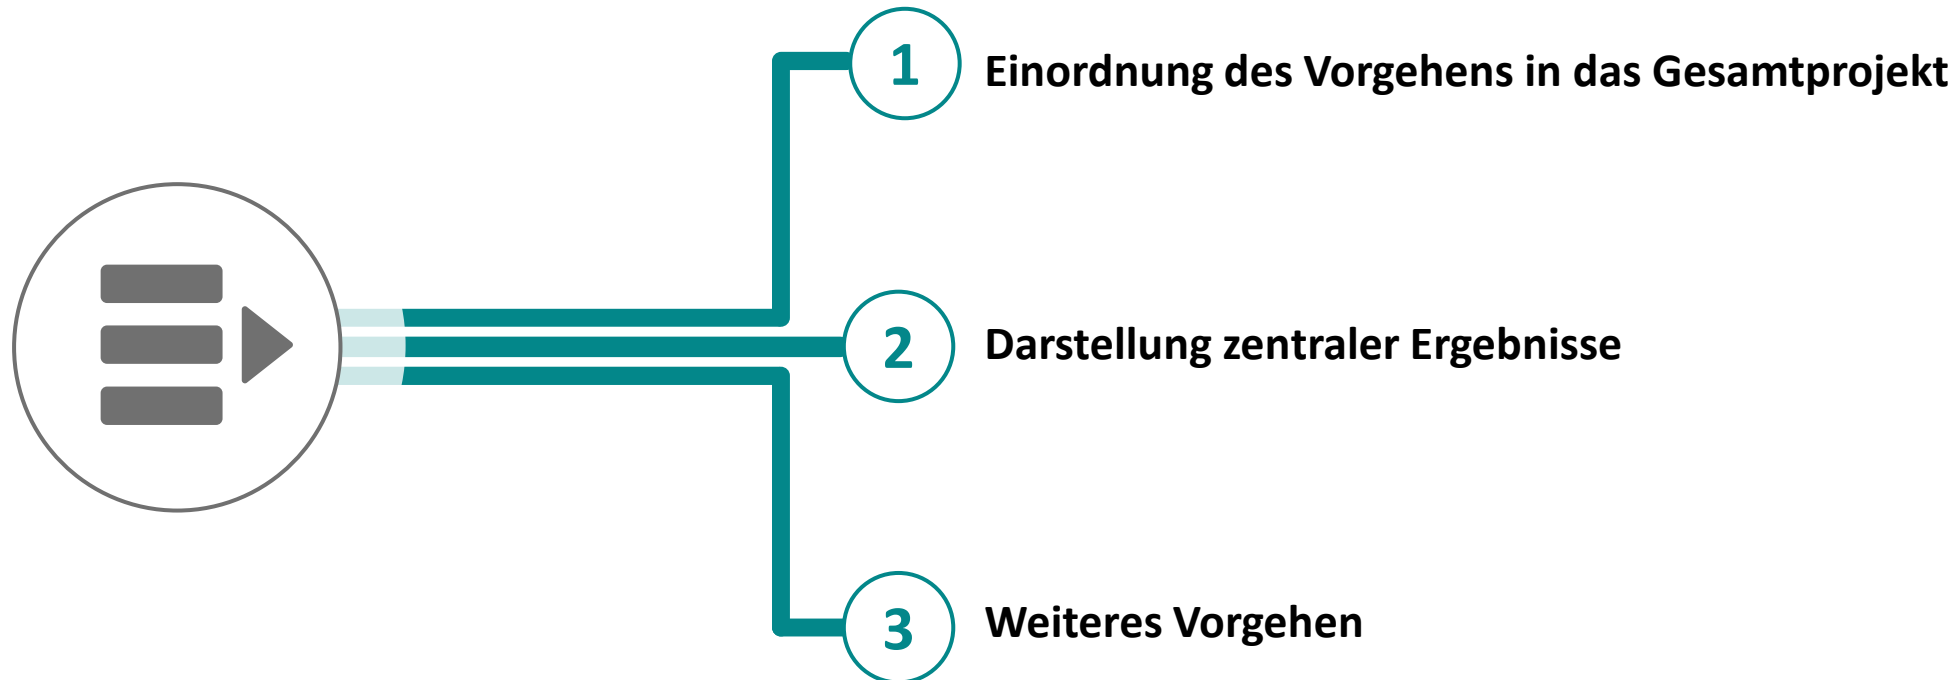 1 Einordnung des Vorgehens in das Gesamtprojekt
2 Darstellung zentraler Ergebnisse
3 Weiteres Vorgehen